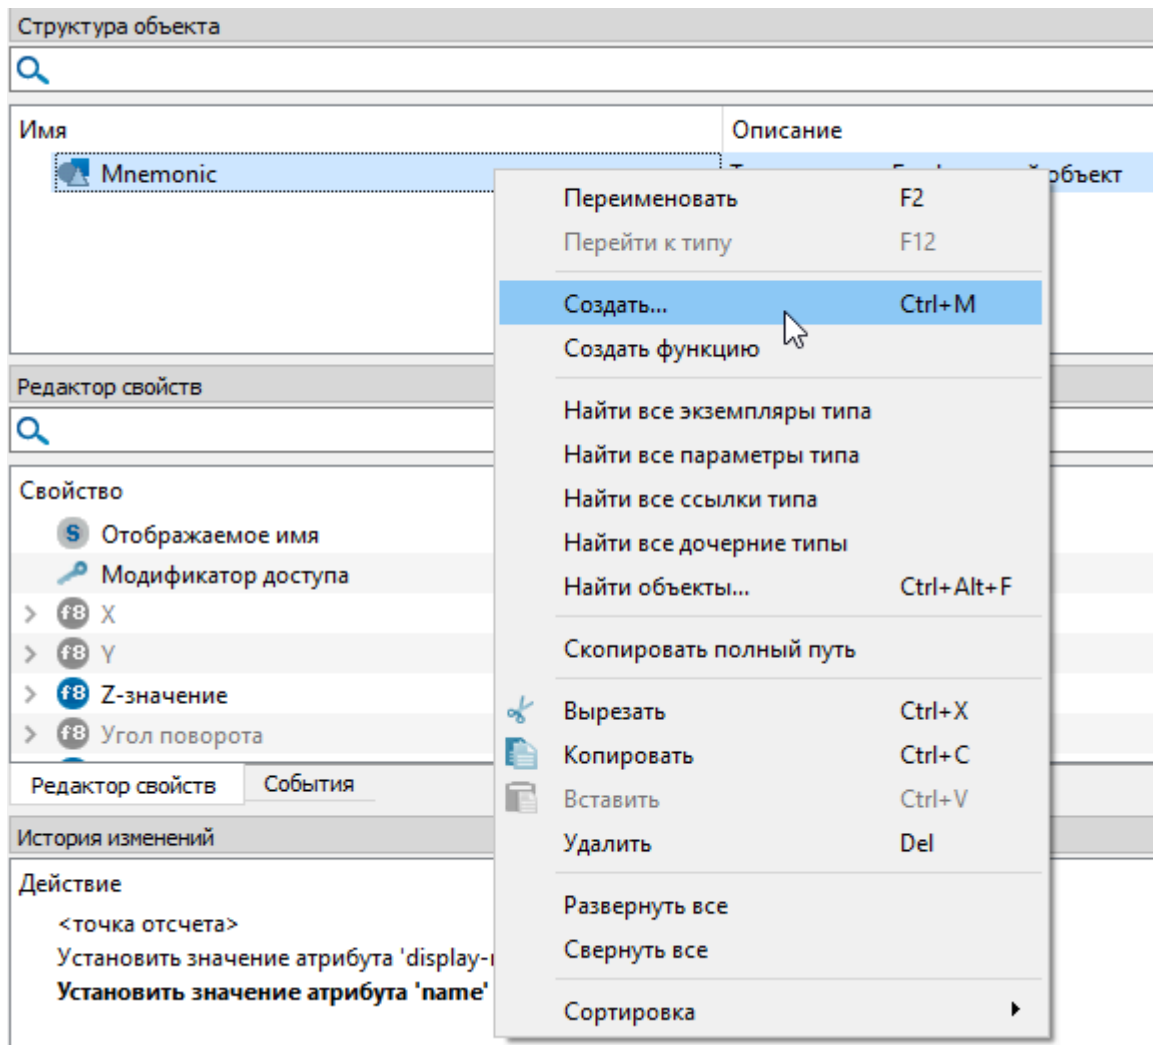 Структура объекта
Имя Описание
Mnemonic объект
Переименовать F2
Перейти к типу F12
Создать... Ctrl+M
Создать функцию
Найти все экземпляры типа
Найти все параметры типа
Найти все ссылки типа
Найти все дочерние типы
Найти объекты... Ctrl+Alt+F
Скопировать полный путь
Вырезать Ctrl+X
Копировать Ctrl+C
Вставить Ctrl+V
Удалить Del
Развернуть все
Свернуть все
Сортировка
Редактор свойств
Свойство
S Отображаемое имя
Модификатор доступа
f8 X
f8 Y
f8 Z-значение
f8 Угол поворота
Редактор свойств События
История изменений
Действие
<точка отсчета>
Установить значение атрибута 'display-
Установить значение атрибута 'name'